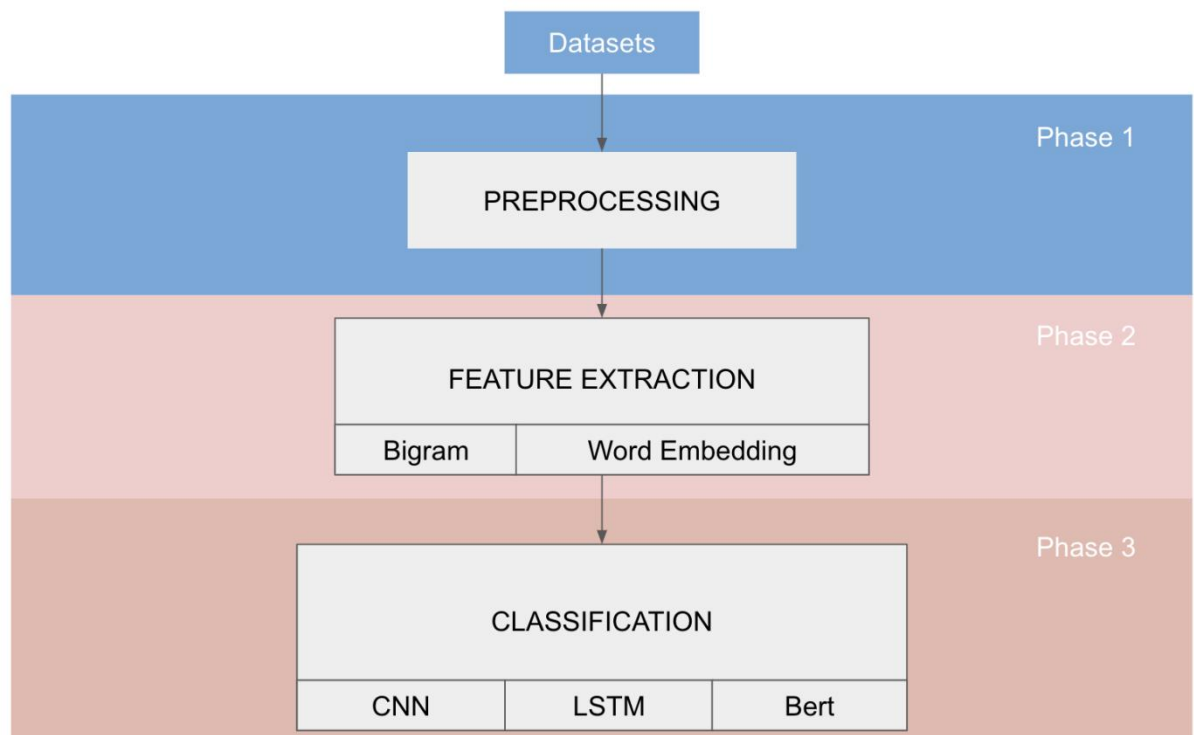 Datasets
Phase 1
PREPROCESSING
Phase 2
FEATURE EXTRACTION
Bigram
Word Embedding
Phase 3
CLASSIFICATION
CNN
LSTM
Bert